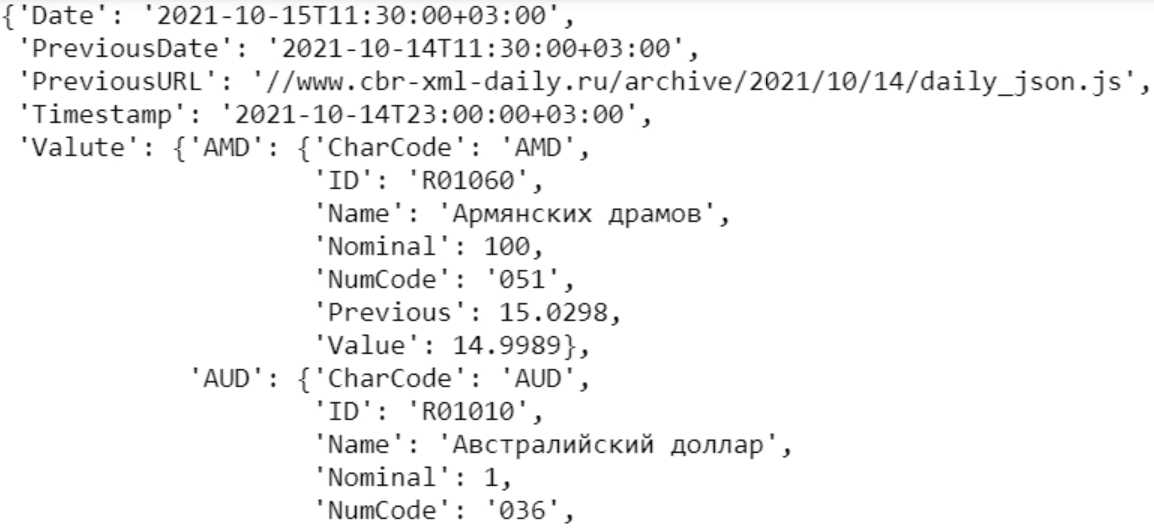 {'Date': '2021-10-15T11:30:00+03:00',
'PreviousDate': '2021-10-14T11:30:00+03:00',
'PreviousURL': '//www.cbr-xml-daily.ru/archive/2021/10/14/daily_json.js',
'Timestamp': '2021-10-14T23:00:00+03:00',
'Valute': {'AMD': {'CharCode': 'AMD',
'ID': 'R01060',
'Name': 'Армянских драмов',
'Nominal': 100,
'NumCode': '051',
'Previous': 15.0298,
'Value': 14.9989},
'AUD': {'CharCode': 'AUD',
'ID': 'R01010',
'Name': 'Австралийский доллар',
'Nominal': 1,
'NumCode': '036',